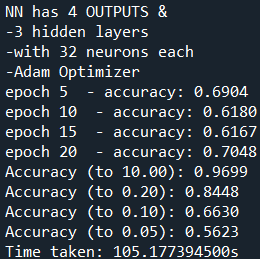 NN has 4 OUTPUTS &
-3 hidden layers
-with 32 neurons each
-Adam Optimizer
epoch 5  - accuracy: 0.6904
epoch 10  - accuracy: 0.6180
epoch 15  - accuracy: 0.6167
epoch 20  - accuracy: 0.7048
Accuracy (to 10.00): 0.9699
Accuracy (to 0.20): 0.8448
Accuracy (to 0.10): 0.6630
Accuracy (to 0.05): 0.5623
Time taken: 105.177394500s